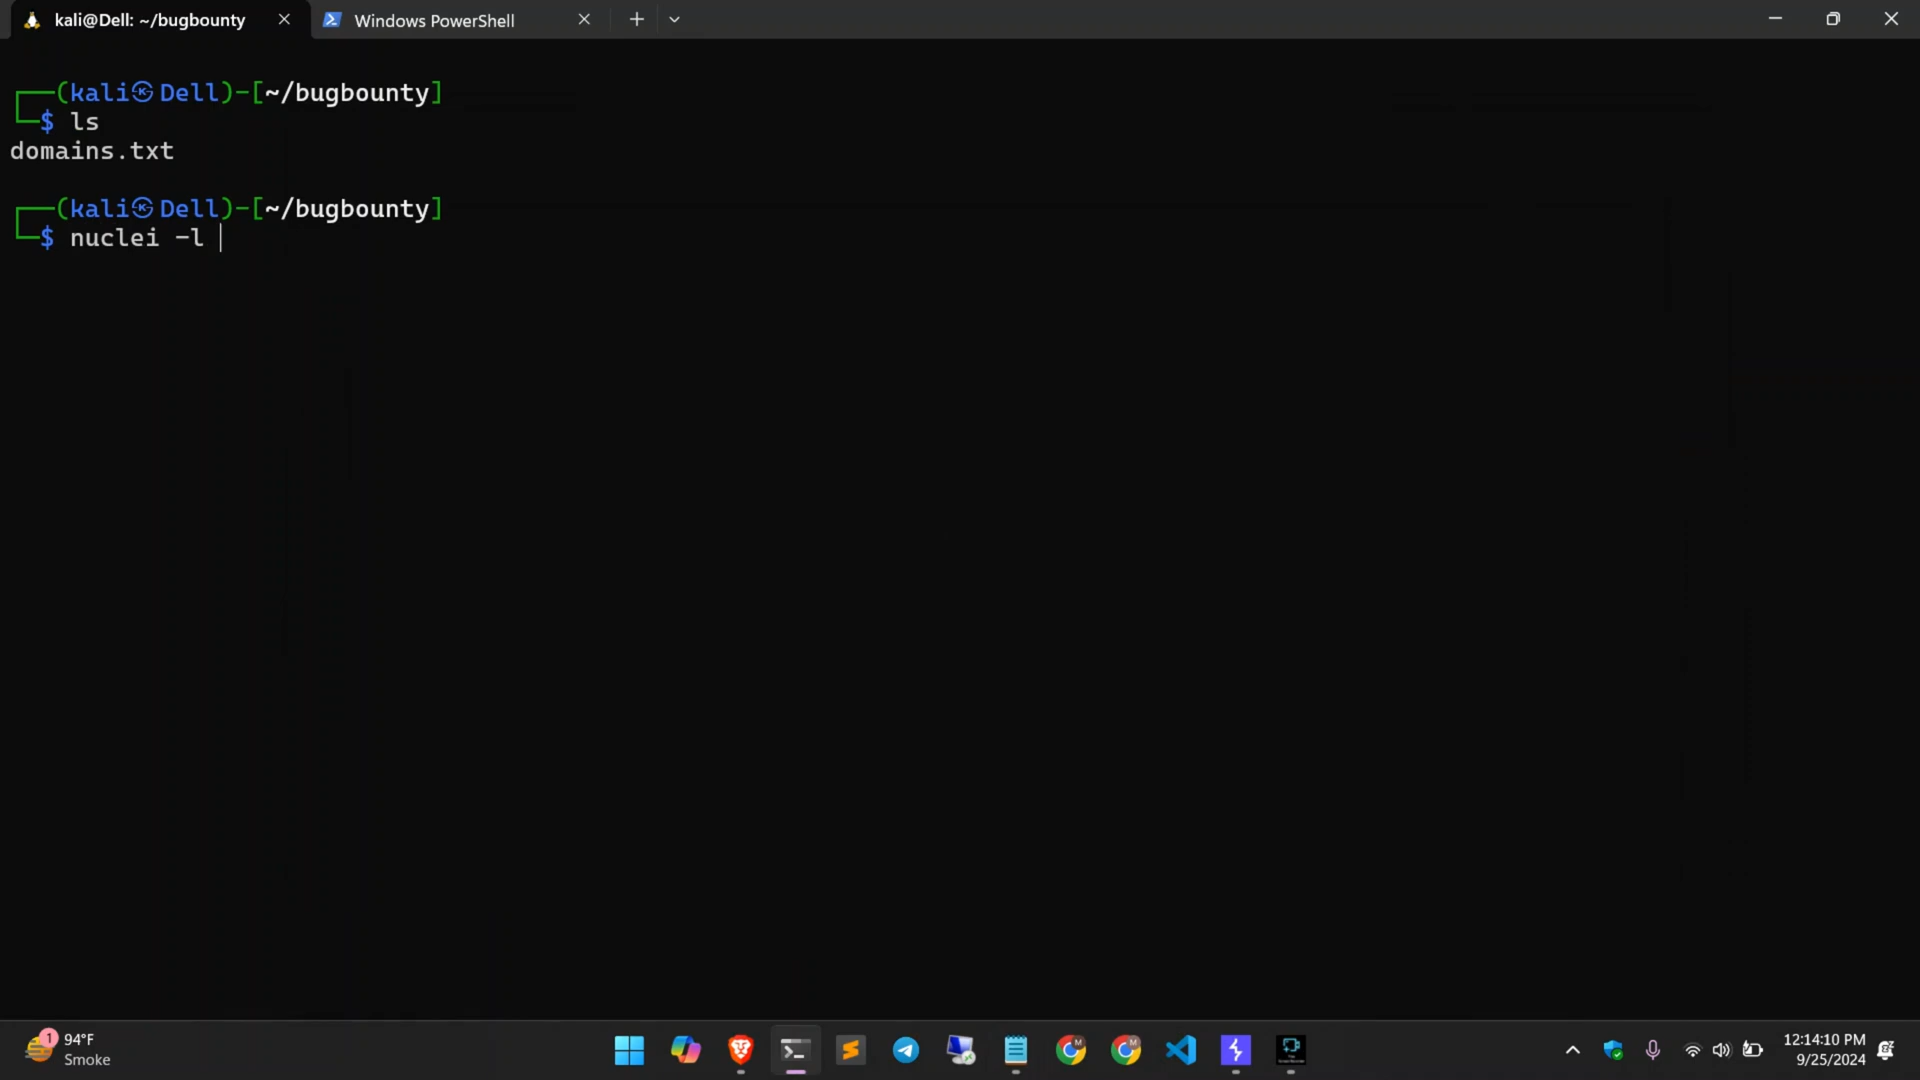 kali@Dell: ~/bugbounty
Windows PowerShell
┌──(kali㉿Dell)-[~/bugbounty]
└─$ ls
domains.txt
┌──(kali㉿Dell)-[~/bugbounty]
└─$ nuclei -l
1
94°F
Smoke
M
M
12:14:10 PM
9/25/2024